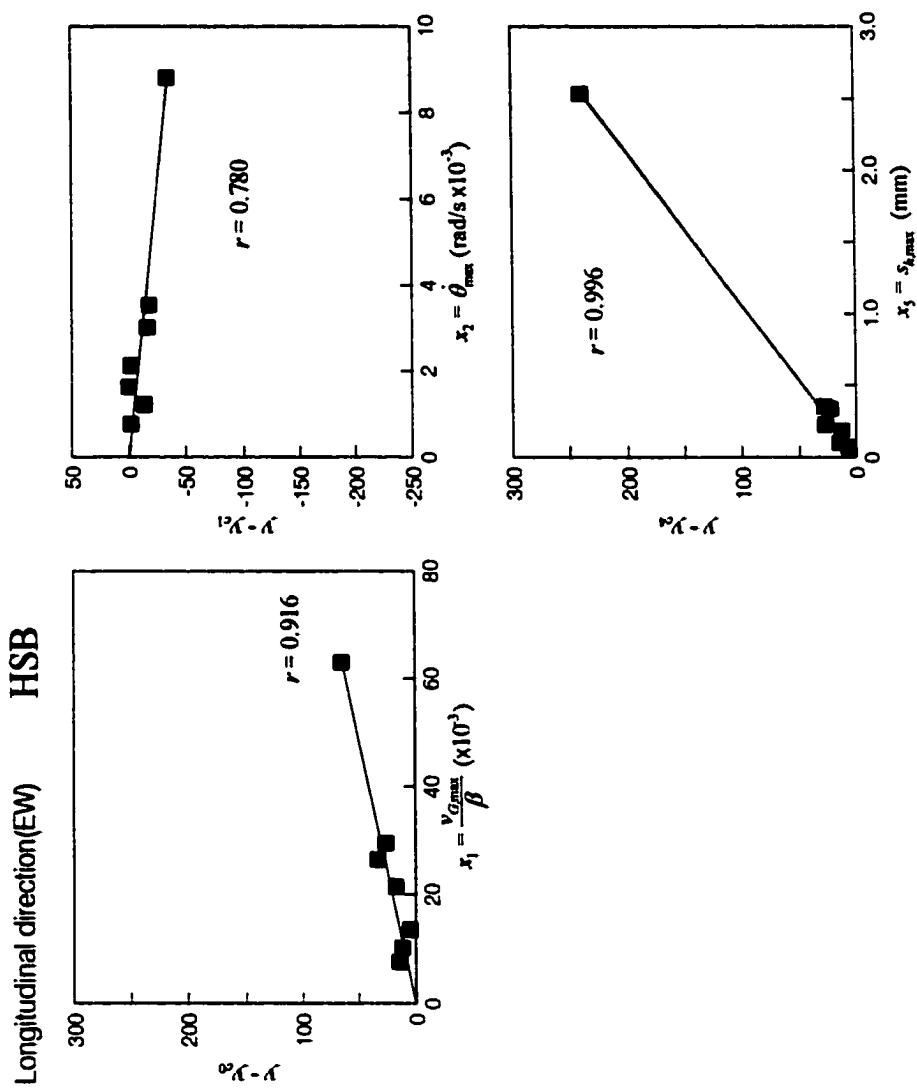 Longitudinal direction(EW) HSB
300
200
100
0
y - y_c0
r = 0.916
0 20 40 60 80
x_1 = v_G,max / β (x10^-3)
50
0
-50
-100
-150
-200
-250
y - y_c1
r = 0.780
0 2 4 6 8 10
x_2 = θ̇_max (rad/s x10^-3)
300
200
100
0
y - y_c4
r = 0.996
0 1.0 2.0 3.0
x_5 = s_h,max (mm)